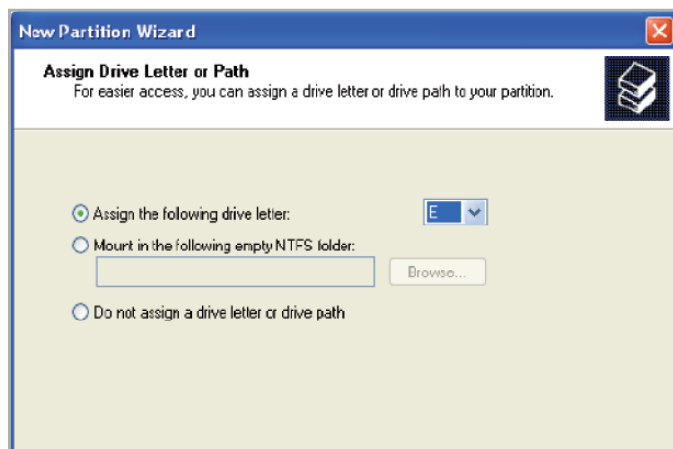 New Partition Wizard
Assign Drive Letter or Path
For easier access, you can assign a drive letter or drive path to your partition.
Assign the following drive letter: E
Mount in the following empty NTFS folder:
Browse...
Do not assign a drive letter or drive path